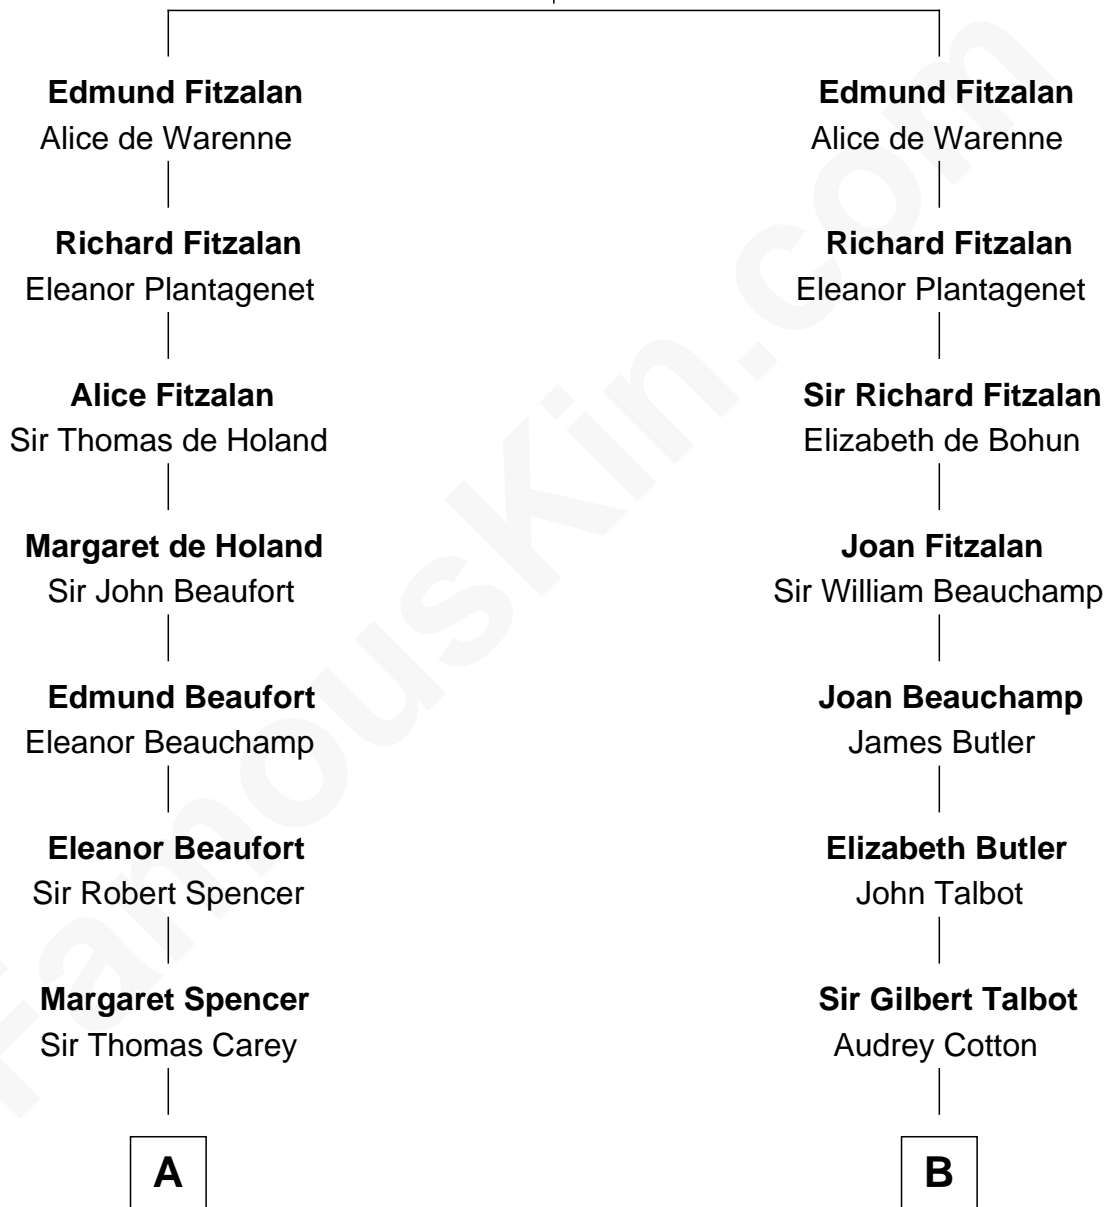 Edmund Fitzalan
Alice de Warenne
Richard Fitzalan
Eleanor Plantagenet
Alice Fitzalan
Sir Thomas de Holand
Margaret de Holand
Sir John Beaufort
Edmund Beaufort
Eleanor Beauchamp
Eleanor Beaufort
Sir Robert Spencer
Margaret Spencer
Sir Thomas Carey
A
Edmund Fitzalan
Alice de Warenne
Richard Fitzalan
Eleanor Plantagenet
Sir Richard Fitzalan
Elizabeth de Bohun
Joan Fitzalan
Sir William Beauchamp
Joan Beauchamp
James Butler
Elizabeth Butler
John Talbot
Sir Gilbert Talbot
Audrey Cotton
B
FamousKin.com